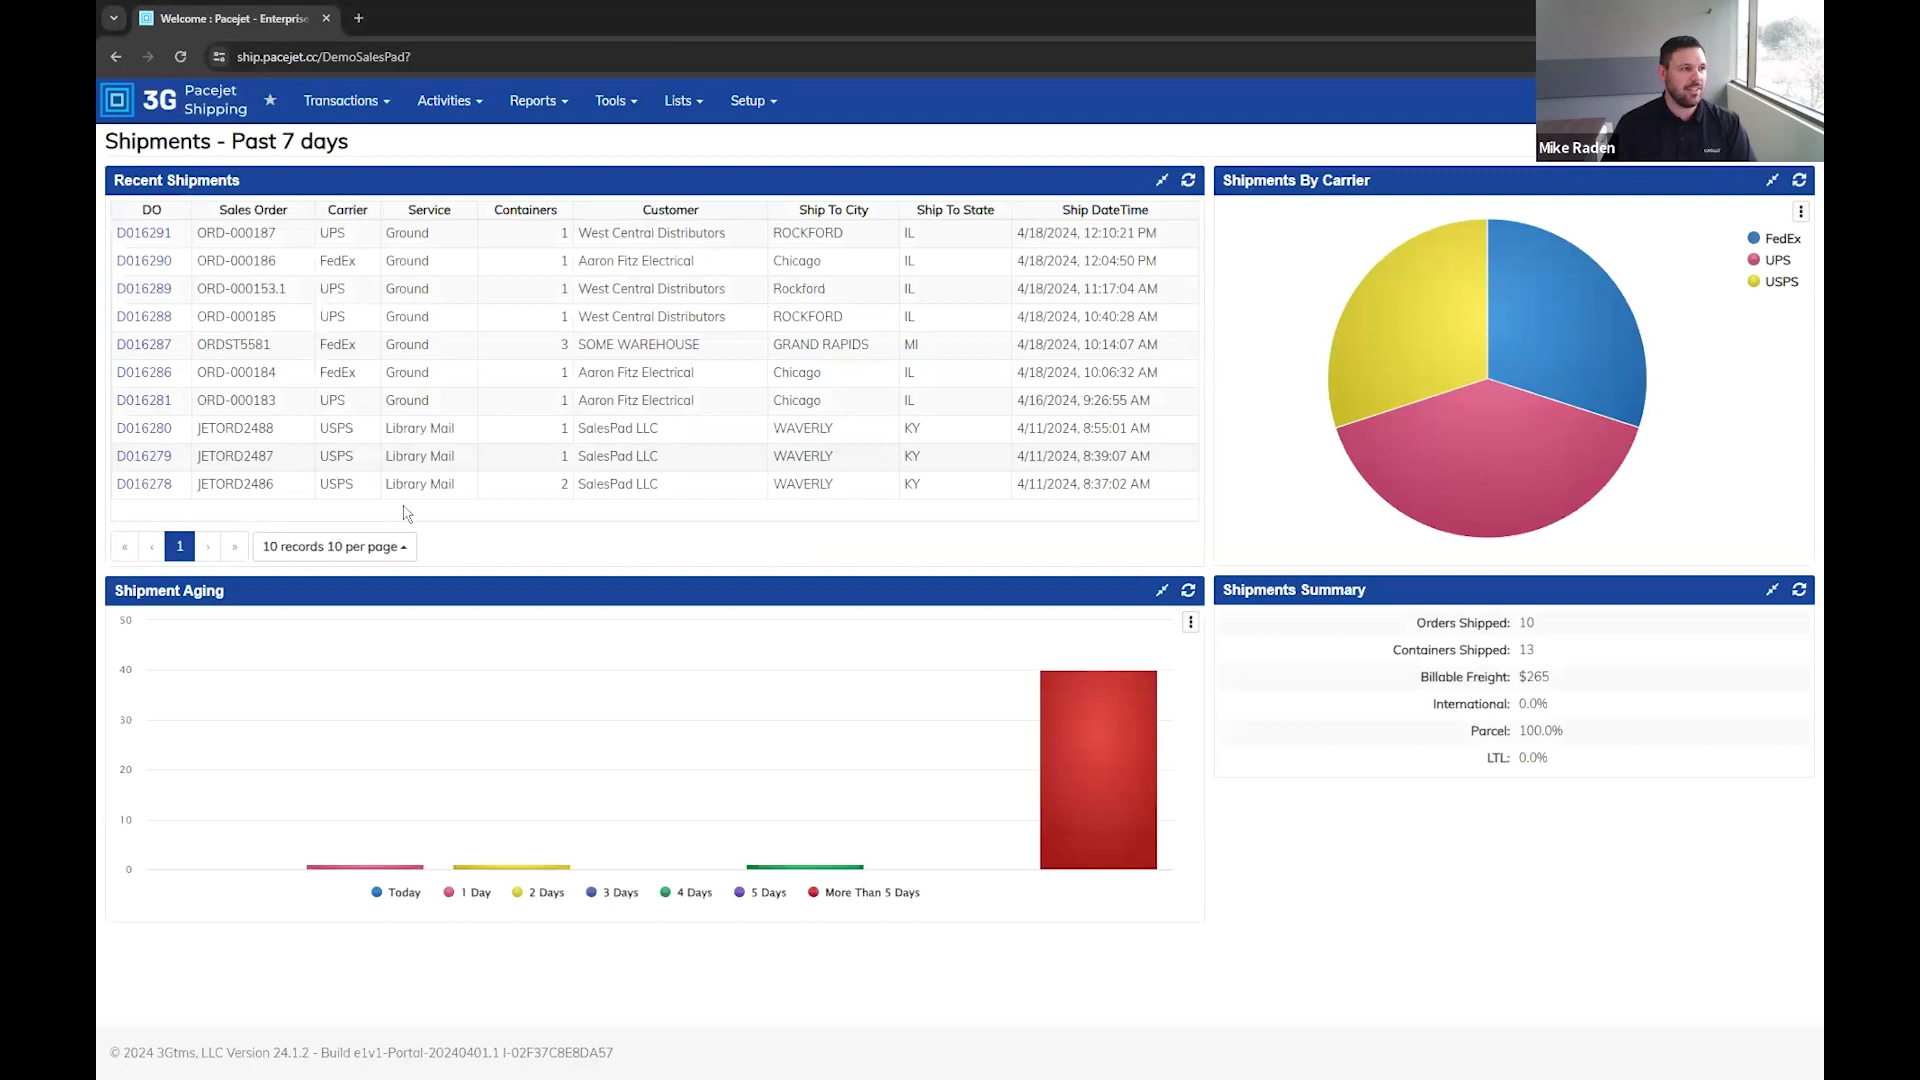 Welcome : Pacejet - Enterprise
ship.pacejet.cc/DemoSalesPad?
3G Pacejet Shipping
Transactions Activities Reports Tools Lists Setup
Mike Raden
Shipments - Past 7 days
Recent Shipments
DO Sales Order Carrier Service Containers Customer Ship To City Ship To State Ship DateTime
DO16291 ORD-000187 UPS Ground 1 West Central Distributors ROCKFORD IL 4/18/2024, 12:10:21 PM
DO16290 ORD-000186 FedEx Ground 1 Aaron Fitz Electrical Chicago IL 4/18/2024, 12:04:50 PM
DO16289 ORD-000153.1 UPS Ground 1 West Central Distributors Rockford IL 4/18/2024, 11:17:04 AM
DO16288 ORD-000185 UPS Ground 1 West Central Distributors ROCKFORD IL 4/18/2024, 10:40:28 AM
DO16287 ORDST5581 FedEx Ground 3 SOME WAREHOUSE GRAND RAPIDS MI 4/18/2024, 10:14:07 AM
DO16286 ORD-000184 FedEx Ground 1 Aaron Fitz Electrical Chicago IL 4/18/2024, 10:06:32 AM
DO16281 ORD-000183 UPS Ground 1 Aaron Fitz Electrical Chicago IL 4/16/2024, 9:26:55 AM
DO16280 JETORD2488 USPS Library Mail 1 SalesPad LLC WAVERLY KY 4/11/2024, 8:55:01 AM
DO16279 JETORD2487 USPS Library Mail 1 SalesPad LLC WAVERLY KY 4/11/2024, 8:39:07 AM
DO16278 JETORD2486 USPS Library Mail 2 SalesPad LLC WAVERLY KY 4/11/2024, 8:37:02 AM
« ‹ 1 › » 10 records 10 per page
Shipments By Carrier
FedEx
UPS
USPS
Shipment Aging
50
40
30
20
10
0
Today 1 Day 2 Days 3 Days 4 Days 5 Days More Than 5 Days
Shipments Summary
Orders Shipped: 10
Containers Shipped: 13
Billable Freight: $265
International: 0.0%
Parcel: 100.0%
LTL: 0.0%
© 2024 3Gtms, LLC Version 24.1.2 - Build e1v1-Portal-20240401.1 I-02F37C8E8DA57